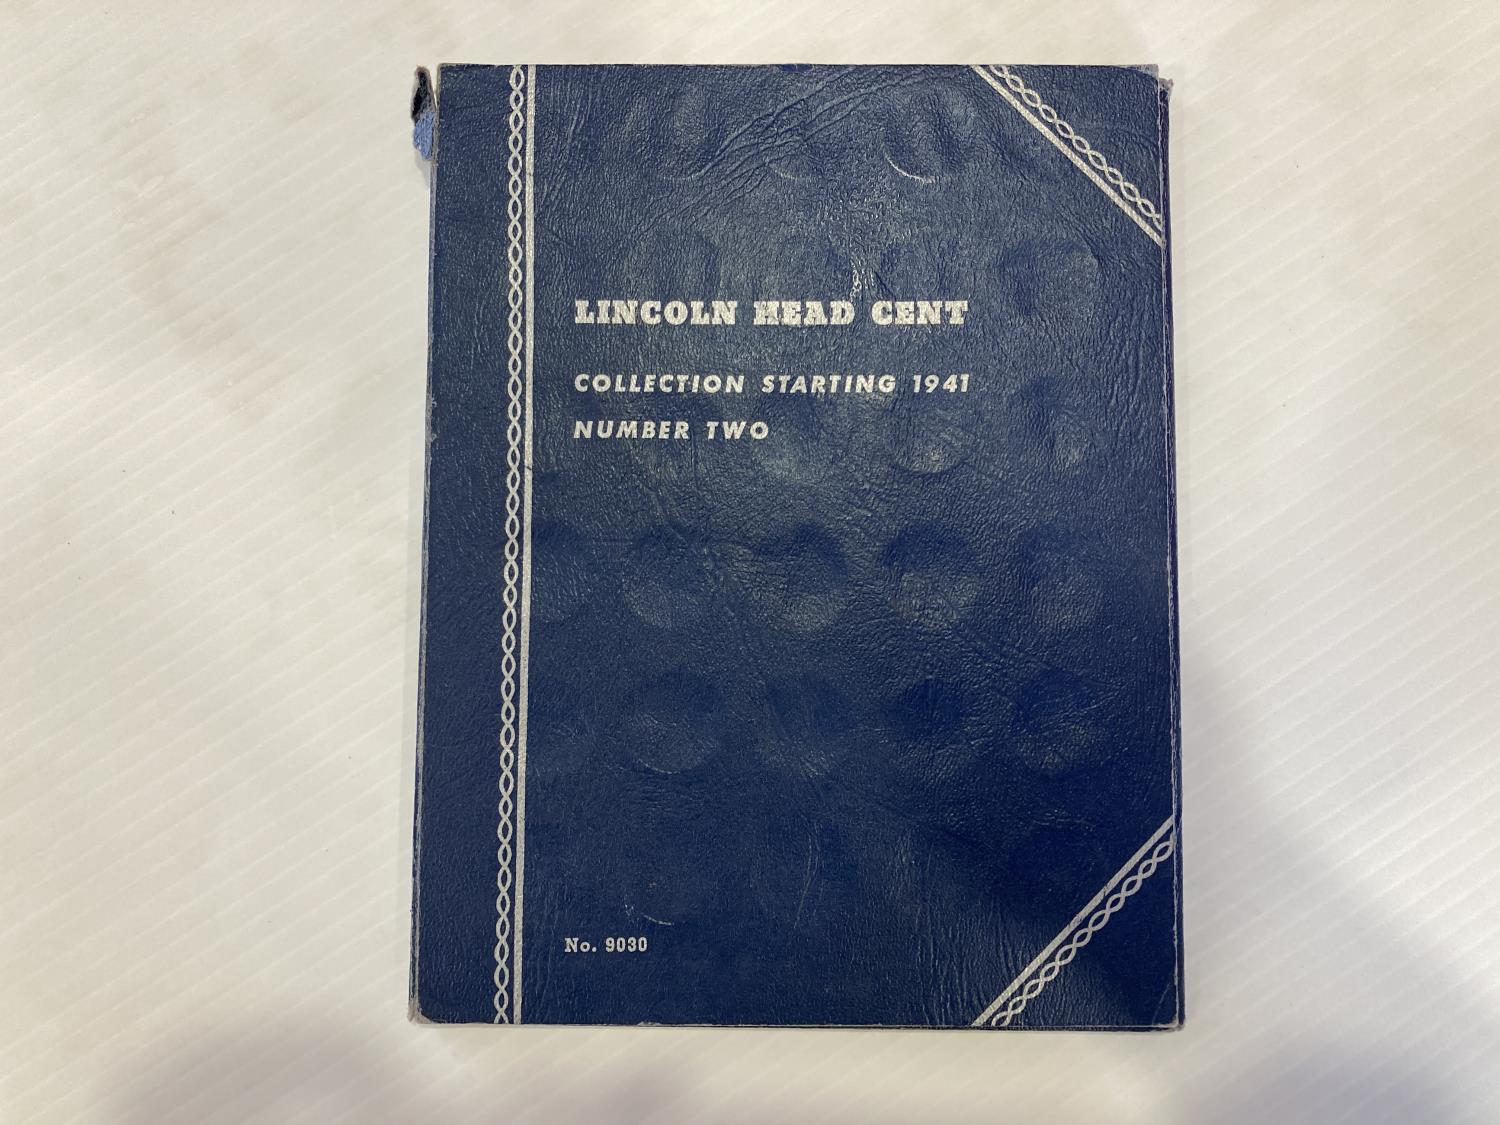 LINCOLN HEAD CENT
COLLECTION STARTING 1941
NUMBER TWO
No. 9030